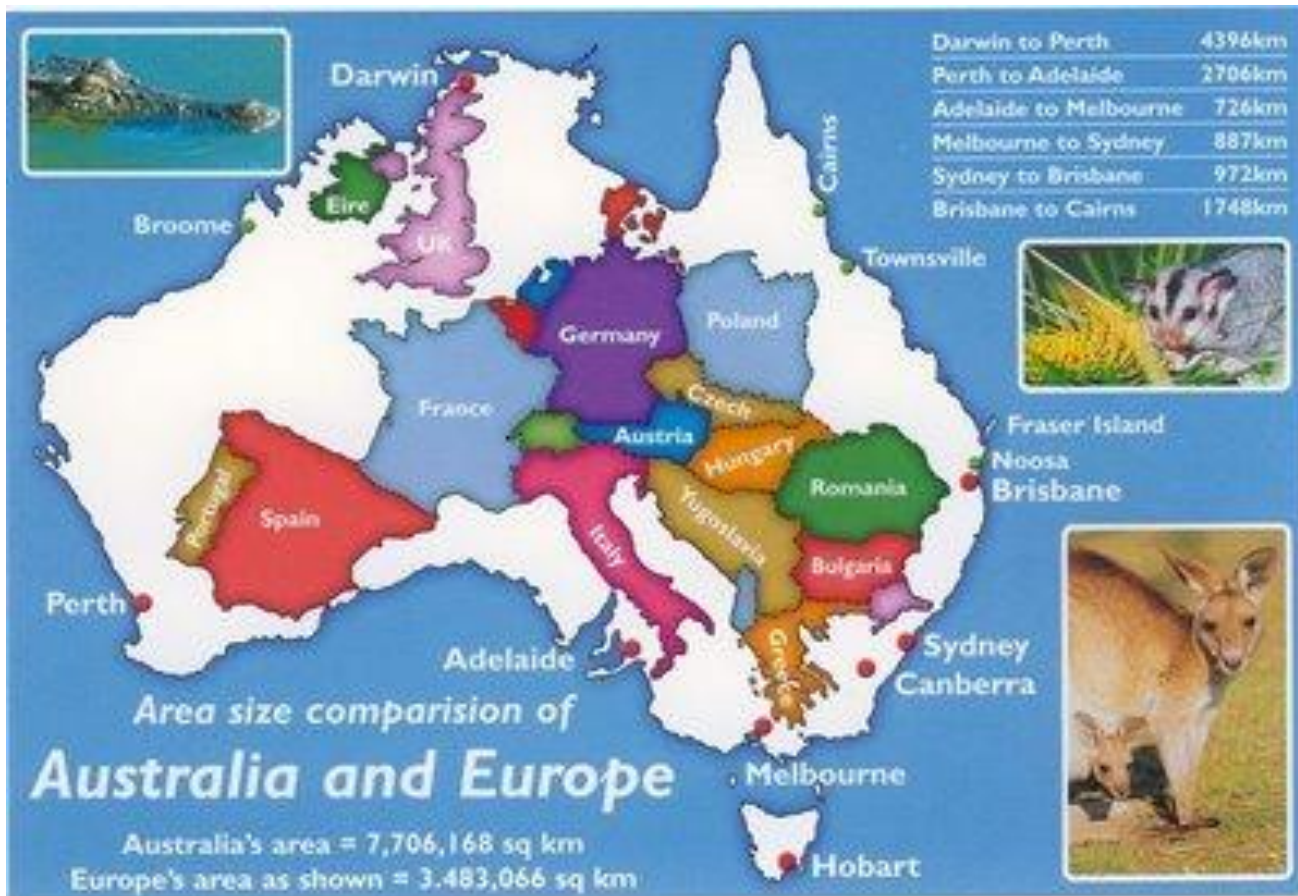 Darwin to Perth 4396km
Perth to Adelaide 2706km
Adelaide to Melbourne 726km
Melbourne to Sydney 887km
Sydney to Brisbane 972km
Brisbane to Cairns 1748km
Darwin
Cairns
Eire
Broome
UK
Townsville
Poland
Germany
Czech
France
Fraser Island
Austria
Hungary
Noosa
Brisbane
Romania
Portugal
Spain
Yugoslavia
Italy
Bulgaria
Perth
Sydney
Adelaide
Greece
Canberra
Area size comparision of
Australia and Europe
Melbourne
Australia's area = 7,706,168 sq km
Hobart
Europe's area as shown = 3.483,066 sq km